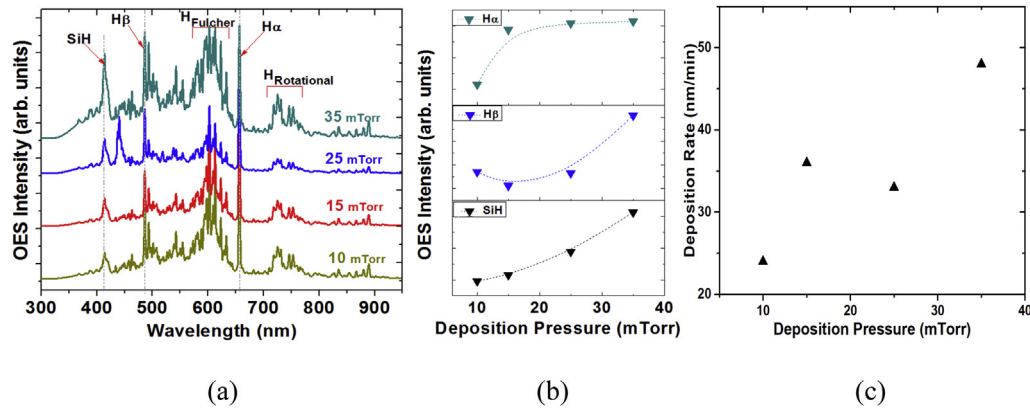 OES Intensity (arb. units)
SiH
Hβ
HFulcher
Hα
HRotational
35 mTorr
25 mTorr
15 mTorr
10 mTorr
300 400 500 600 700 800 900
Wavelength (nm)
(a)
OES Intensity (arb. units)
Hα
Hβ
SiH
10 20 30 40
Deposition Pressure (mTorr)
(b)
Deposition Rate (nm/min)
50
40
30
20
10 20 30 40
Deposition Pressure (mTorr)
(c)